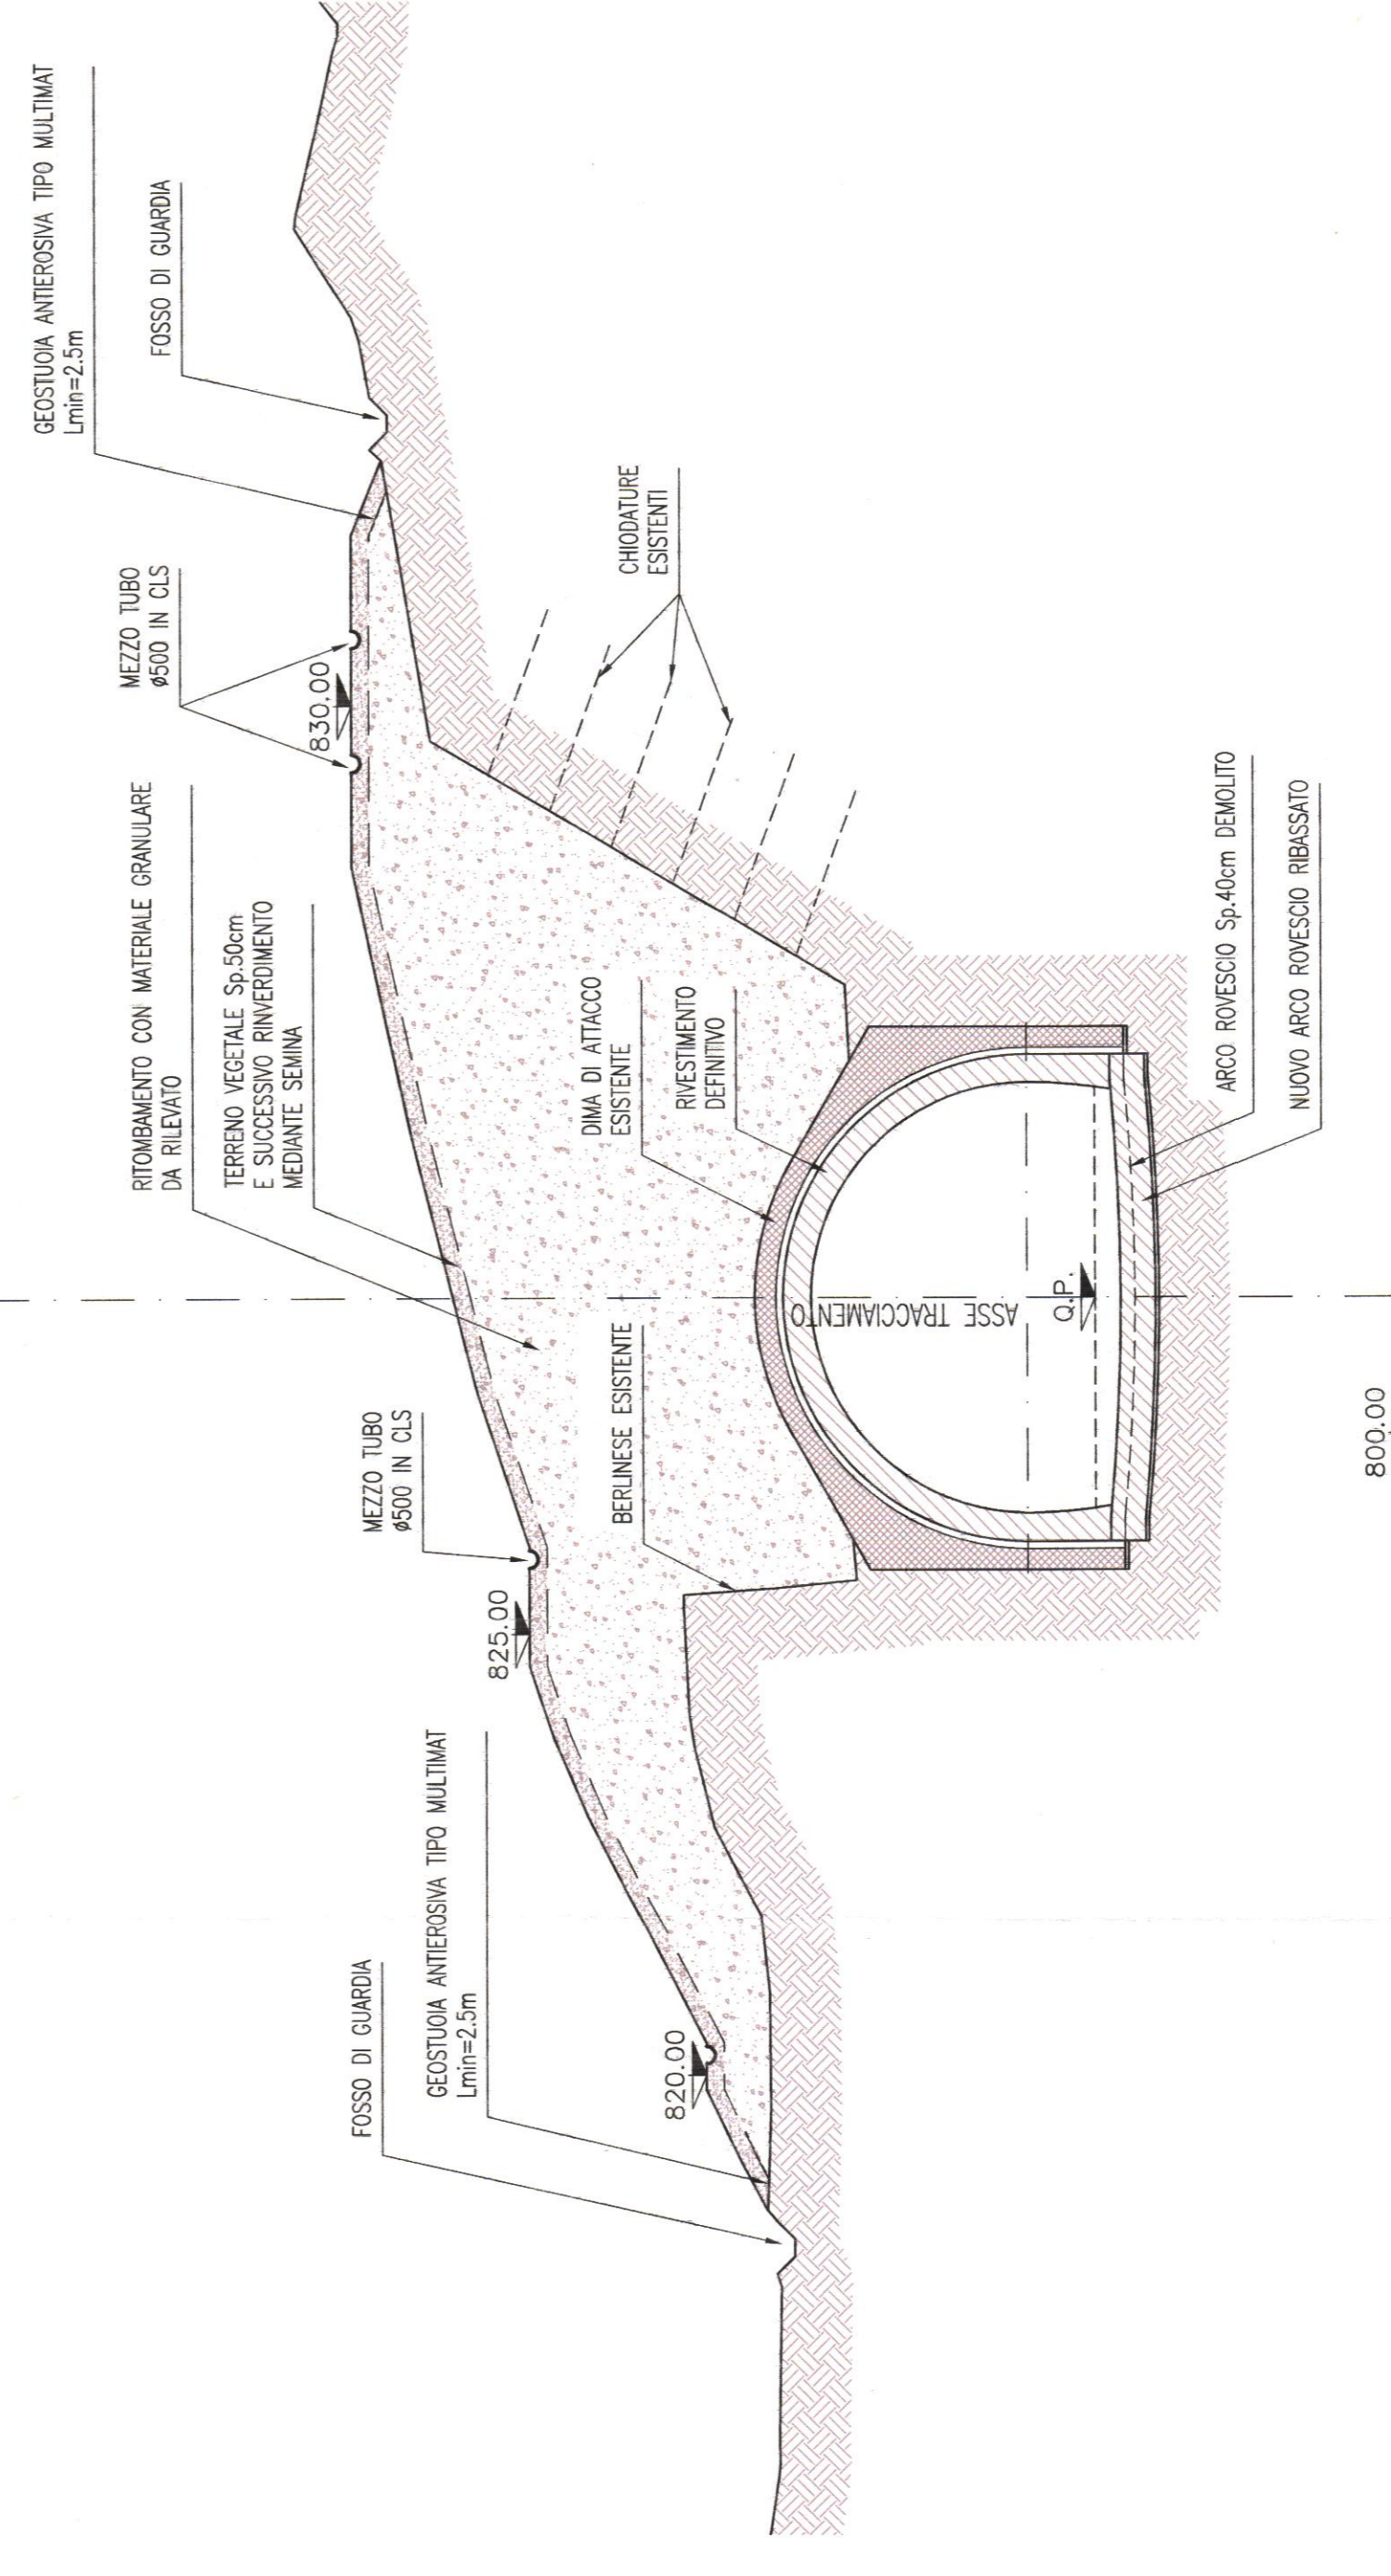 GEOSTUOIA ANTIEROSIVA TIPO MULTIMAT
Lmin=2.5m
FOSSO DI GUARDIA
MEZZO TUBO
ø500 IN CLS
830.00
RITOMBAMENTO CON MATERIALE GRANULARE
DA RILEVATO
TERRENO VEGETALE Sp.50cm
E SUCCESSIVO RINVERDIMENTO
MEDIANTE SEMINA
CHIODATURE
ESISTENTI
MEZZO TUBO
ø500 IN CLS
825.00
FOSSO DI GUARDIA
GEOSTUOIA ANTIEROSIVA TIPO MULTIMAT
Lmin=2.5m
820.00
BERLINESE ESISTENTE
DIMA DI ATTACCO
ESISTENTE
RIVESTIMENTO
DEFINITIVO
ASSE TRACCIAMENTO
Q.P.
ARCO ROVESCIO Sp.40cm DEMOLITO
NUOVO ARCO ROVESCIO RIBASSATO
800.00